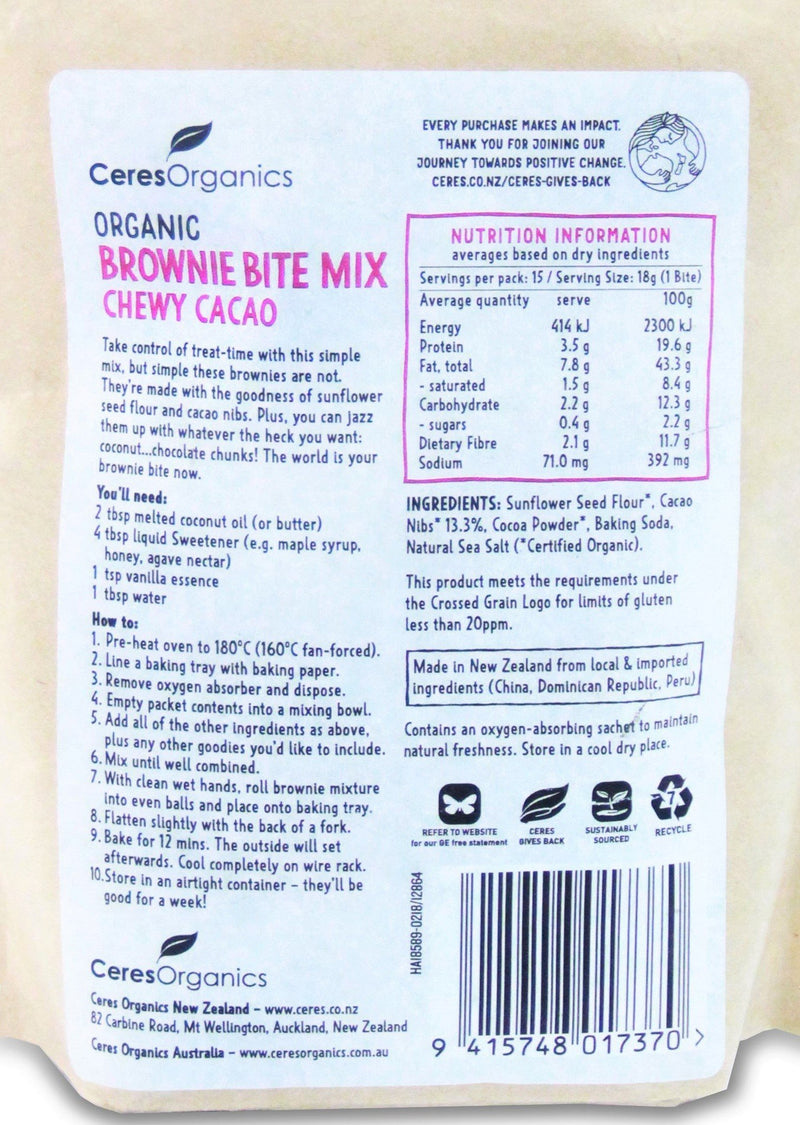 CeresOrganics
ORGANIC
BROWNIE BITE MIX
CHEWY CACAO
Take control of treat-time with this simple
mix, but simple these brownies are not.
They're made with the goodness of sunflower
seed flour and cacao nibs. Plus, you can jazz
them up with whatever the heck you want:
coconut...chocolate chunks! The world is your
brownie bite now.
You'll need:
2 tbsp melted coconut oil (or butter)
4 tbsp liquid Sweetener (e.g. maple syrup,
honey, agave nectar)
1 tsp vanilla essence
1 tbsp water
How to:
1. Pre-heat oven to 180°C (160°C fan-forced).
2. Line a baking tray with baking paper.
3. Remove oxygen absorber and dispose.
4. Empty packet contents into a mixing bowl.
5. Add all of the other ingredients as above,
plus any other goodies you'd like to include.
6. Mix until well combined.
7. With clean wet hands, roll brownie mixture
into even balls and place onto baking tray.
8. Flatten slightly with the back of a fork.
9. Bake for 12 mins. The outside will set
afterwards. Cool completely on wire rack.
10. Store in an airtight container – they'll be
good for a week!
CeresOrganics
Ceres Organics New Zealand – www.ceres.co.nz
82 Carbine Road, Mt Wellington, Auckland, New Zealand
Ceres Organics Australia – www.ceresorganics.com.au
EVERY PURCHASE MAKES AN IMPACT.
THANK YOU FOR JOINING OUR
JOURNEY TOWARDS POSITIVE CHANGE.
CERES.CO.NZ/CERES-GIVES-BACK
NUTRITION INFORMATION
averages based on dry ingredients
Servings per pack: 15 / Serving Size: 18g (1 Bite)
Average quantity serve 100g
Energy 414 kJ 2300 kJ
Protein 3.5 g 19.6 g
Fat, total 7.8 g 43.3 g
- saturated 1.5 g 8.4 g
Carbohydrate 2.2 g 12.3 g
- sugars 0.4 g 2.2 g
Dietary Fibre 2.1 g 11.7 g
Sodium 71.0 mg 392 mg
INGREDIENTS: Sunflower Seed Flour*, Cacao
Nibs* 13.3%, Cocoa Powder*, Baking Soda,
Natural Sea Salt (*Certified Organic).
This product meets the requirements under
the Crossed Grain Logo for limits of gluten
less than 20ppm.
Made in New Zealand from local & imported
ingredients (China, Dominican Republic, Peru)
Contains an oxygen-absorbing sachet to maintain
natural freshness. Store in a cool dry place.
REFER TO WEBSITE
for our GE free statement
CERES
GIVES BACK
SUSTAINABLY
SOURCED
7
RECYCLE
HAI8589-0218/12864
9 415748 017370 >